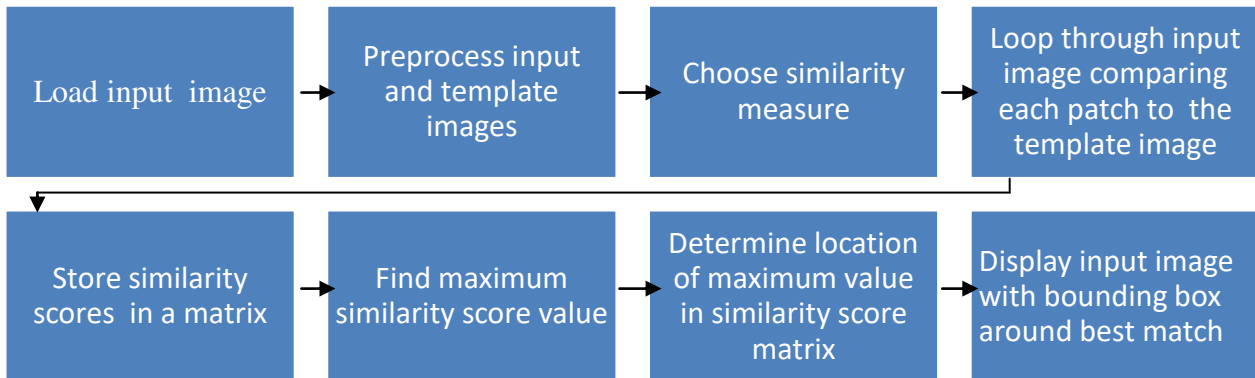 Load input image
Preprocess input
and template
images
Choose similarity
measure
Loop through input
image comparing
each patch to the
template image
Store similarity
scores in a matrix
Find maximum
similarity score value
Determine location
of maximum value
in similarity score
matrix
Display input image
with bounding box
around best match